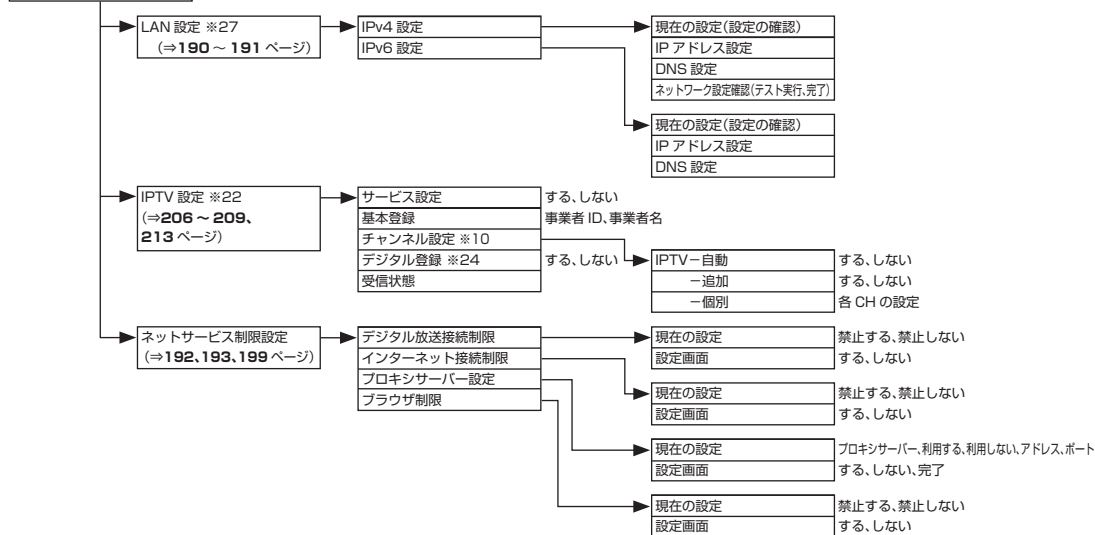 LAN 設定 ※27
(⇒190 ~ 191 ページ)
IPv4 設定
IPv6 設定
現在の設定(設定の確認)
IP アドレス設定
DNS 設定
ネットワーク設定確認(テスト実行、完了)
現在の設定(設定の確認)
IP アドレス設定
DNS 設定
IPTV 設定 ※22
(⇒206 ~ 209、
213 ページ)
サービス設定 する、しない
基本登録 事業者 ID、事業者名
チャンネル設定 ※10
デジタル登録 ※24 する、しない
受信状態
IPTV-自動 する、しない
-追加 する、しない
-個別 各 CH の設定
ネットサービス制限設定
(⇒192、193、199 ページ)
デジタル放送接続制限
インターネット接続制限
プロキシサーバー設定
ブラウザ制限
現在の設定 禁止する、禁止しない
設定画面 する、しない
現在の設定 禁止する、禁止しない
設定画面 する、しない
現在の設定 プロキシサーバー、利用する、利用しない、アドレス、ポート
設定画面 する、しない、完了
現在の設定 禁止する、禁止しない
設定画面 する、しない